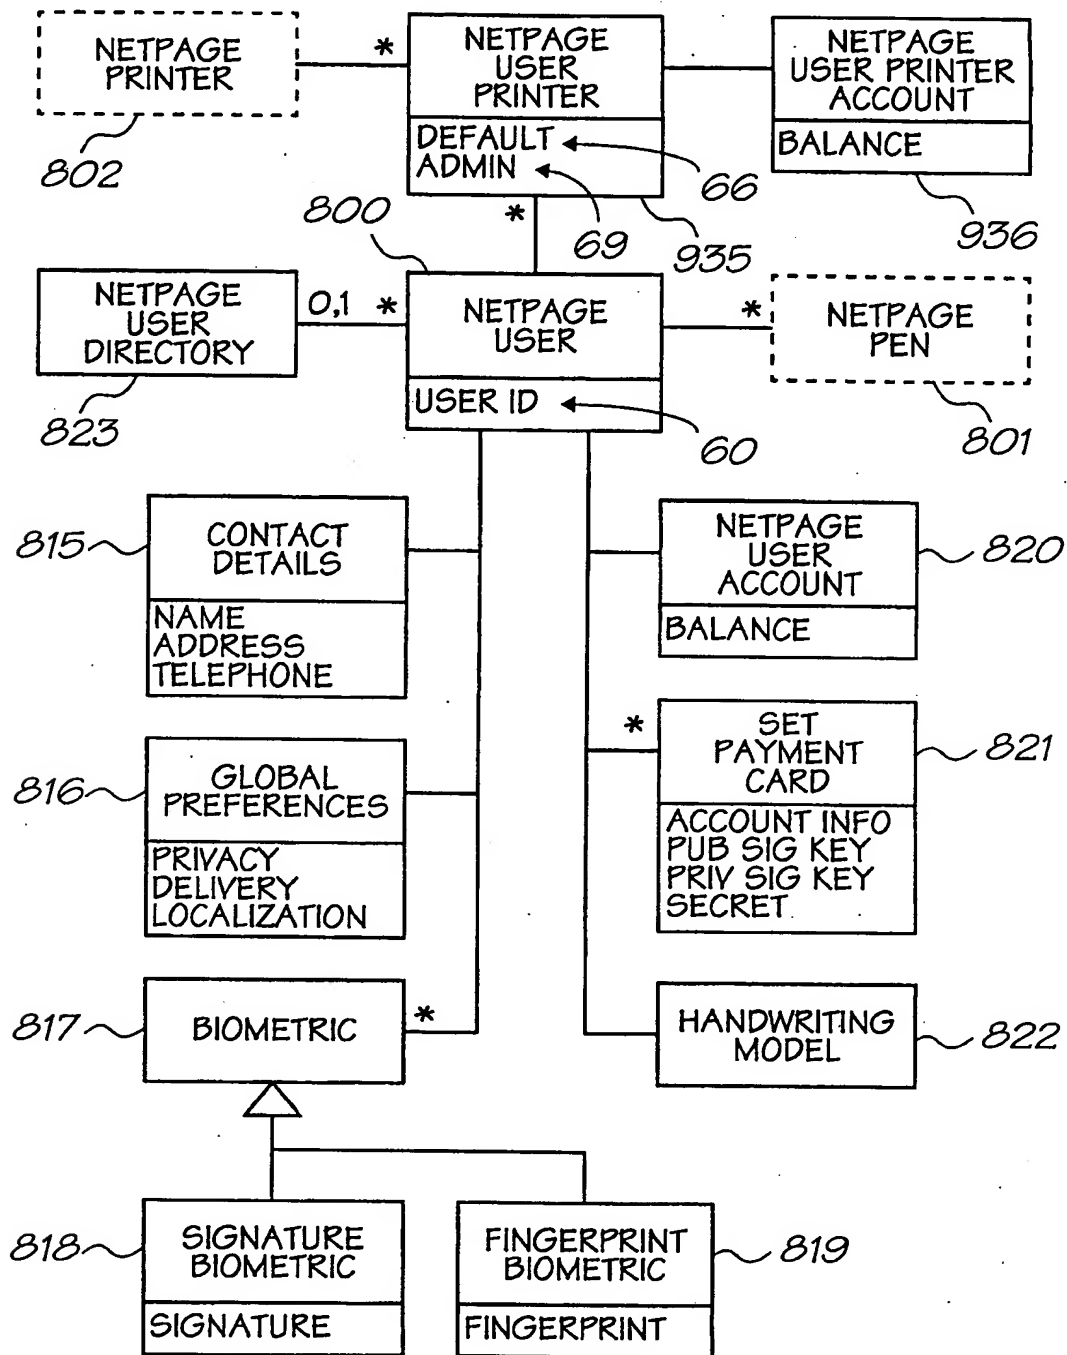 NETPAGE
PRINTER
802
*
NETPAGE
USER
PRINTER
DEFAULT
ADMIN
66
69
935
NETPAGE
USER PRINTER
ACCOUNT
BALANCE
936
*
800
NETPAGE
USER
DIRECTORY
823
0,1
*
NETPAGE
USER
USER ID
60
*
NETPAGE
PEN
801
815
CONTACT
DETAILS
NAME
ADDRESS
TELEPHONE
NETPAGE
USER
ACCOUNT
BALANCE
820
816
GLOBAL
PREFERENCES
PRIVACY
DELIVERY
LOCALIZATION
*
SET
PAYMENT
CARD
ACCOUNT INFO
PUB SIG KEY
PRIV SIG KEY
SECRET
821
817
BIOMETRIC
*
HANDWRITING
MODEL
822
818
SIGNATURE
BIOMETRIC
SIGNATURE
FINGERPRINT
BIOMETRIC
FINGERPRINT
819